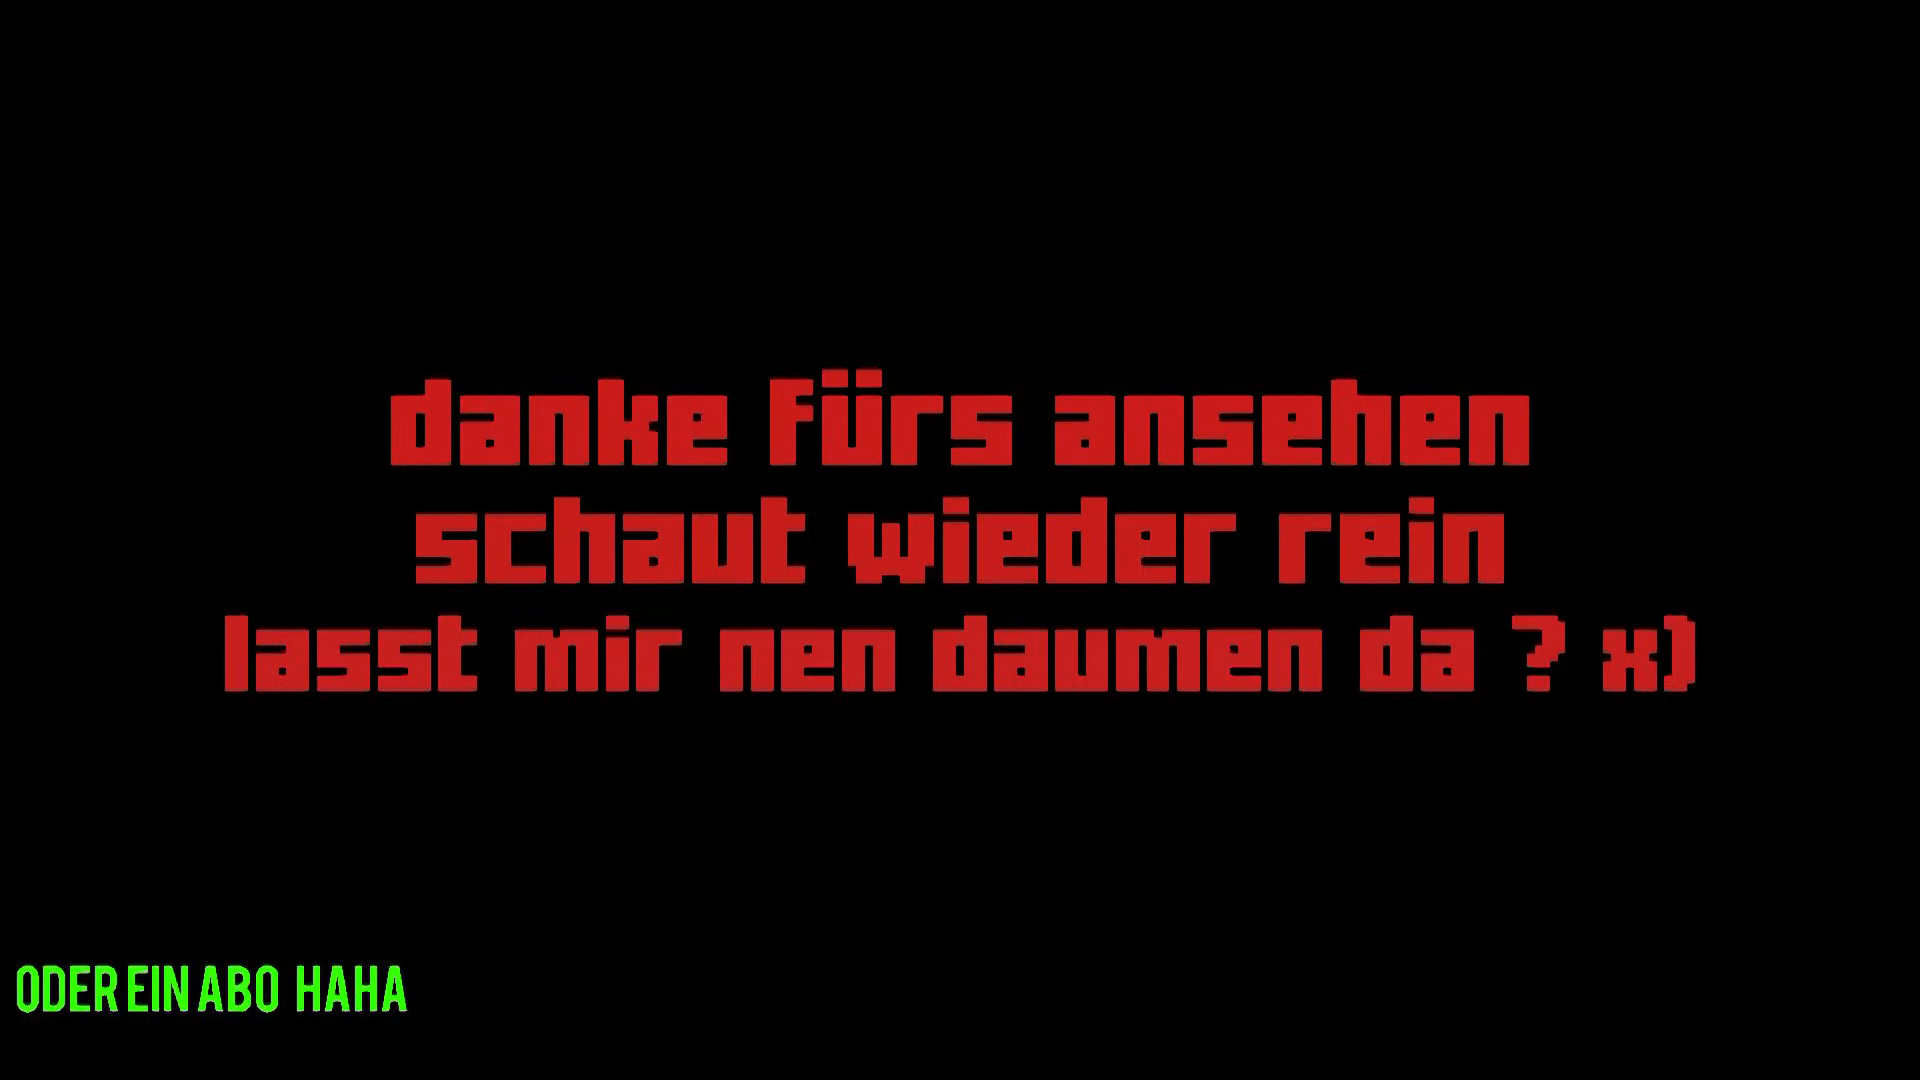 danke fürs ansehen
schaut wieder rein
lasst mir nen daumen da ? x)
ODER EIN ABO HAHA